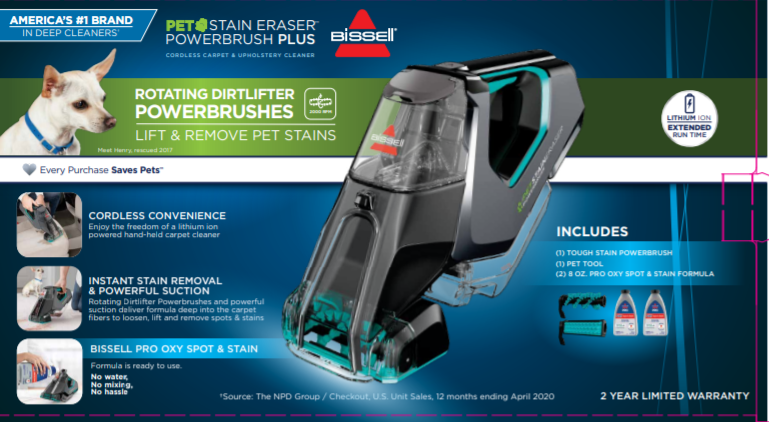 AMERICA'S #1 BRAND
IN DEEP CLEANERS†
PET STAIN ERASER™
POWERBRUSH PLUS
CORDLESS CARPET & UPHOLSTERY CLEANER
BISSELL
ROTATING DIRTLIFTER
POWERBRUSHES
LIFT & REMOVE PET STAINS
Meet Henry, rescued 2017
LITHIUM ION
EXTENDED
RUN TIME
BISSELL
Every Purchase Saves Pets™
CORDLESS CONVENIENCE
Enjoy the freedom of a lithium ion
powered hand-held carpet cleaner
INSTANT STAIN REMOVAL
& POWERFUL SUCTION
Rotating Dirtlifter Powerbrushes and powerful
suction deliver formula deep into the carpet
fibers to loosen, lift and remove spots & stains
BISSELL PRO OXY SPOT & STAIN
Formula is ready to use.
No water,
No mixing,
No hassle
INCLUDES
(1) TOUGH STAIN POWERBRUSH
(1) PET TOOL
(2) 8 OZ. PRO OXY SPOT & STAIN FORMULA
†Source: The NPD Group / Checkout, U.S. Unit Sales, 12 months ending April 2020
2 YEAR LIMITED WARRANTY